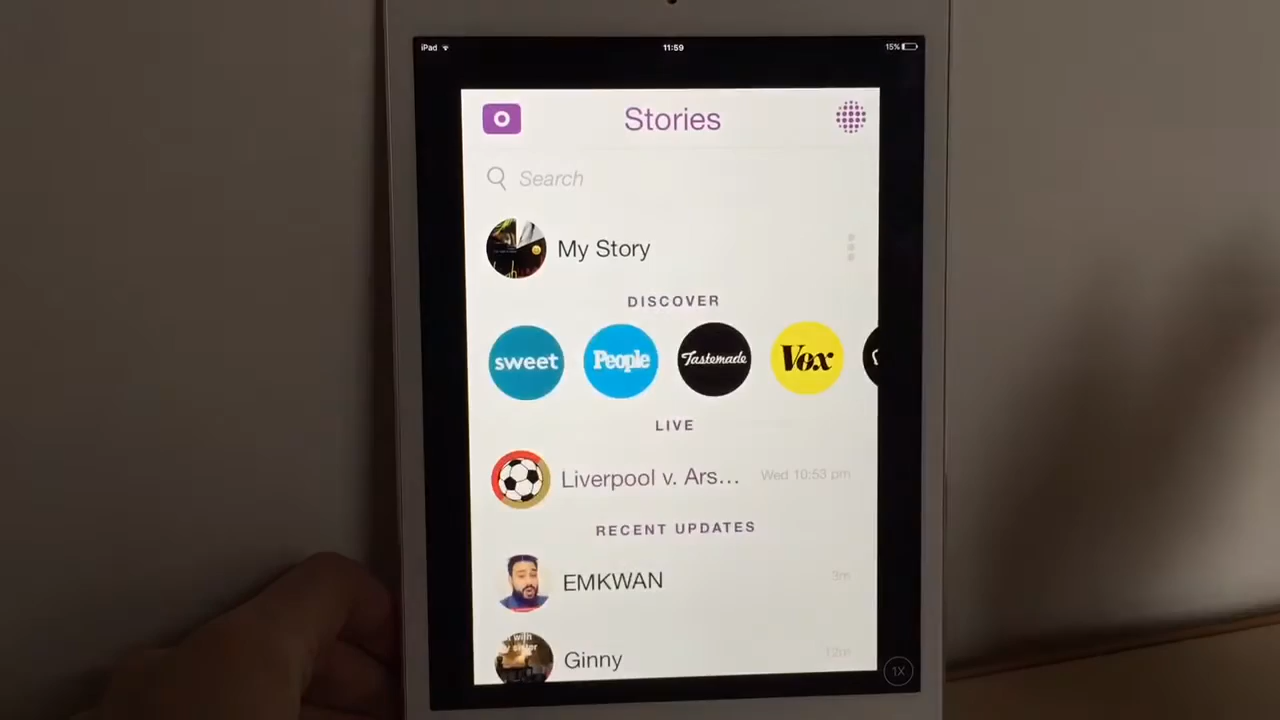 iPad 11:59 15%
Stories
Search
My Story
DISCOVER
sweet People Tastemade Vox
LIVE
Liverpool v. Ars... Wed 10:53 pm
RECENT UPDATES
EMKWAN 3m
Ginny
1X